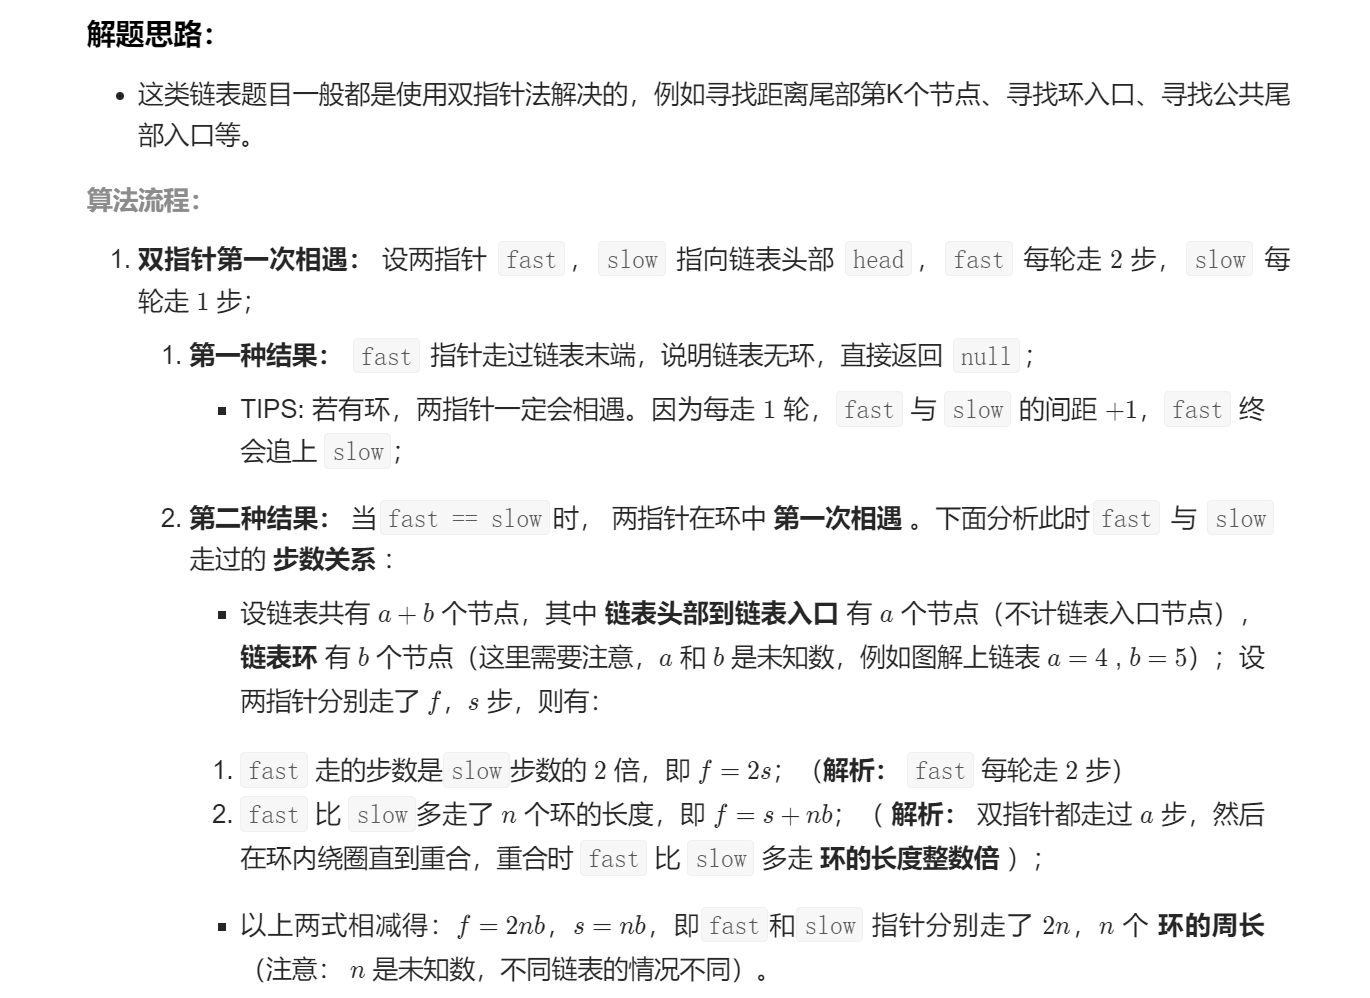 解题思路：
• 这类链表题目一般都是使用双指针法解决的，例如寻找距离尾部第K个节点、寻找环入口、寻找公共尾
部入口等。
算法流程：
1. 双指针第一次相遇： 设两指针 fast ， slow 指向链表头部 head ， fast 每轮走 2 步， slow 每
轮走 1 步；
1. 第一种结果： fast 指针走过链表末端，说明链表无环，直接返回 null ；
▪ TIPS: 若有环，两指针一定会相遇。因为每走 1 轮， fast 与 slow 的间距 +1， fast 终
会追上 slow ；
2. 第二种结果： 当 fast == slow 时， 两指针在环中 第一次相遇 。下面分析此时 fast 与 slow
走过的 步数关系 ：
▪ 设链表共有 a + b 个节点，其中 链表头部到链表入口 有 a 个节点（不计链表入口节点），
链表环 有 b 个节点（这里需要注意，a 和 b 是未知数，例如图解上链表 a = 4 , b = 5）；设
两指针分别走了 f，s 步，则有：
1. fast 走的步数是 slow 步数的 2 倍，即 f = 2s；（解析： fast 每轮走 2 步）
2. fast 比 slow 多走了 n 个环的长度，即 f = s + nb；（ 解析： 双指针都走过 a 步，然后
在环内绕圈直到重合，重合时 fast 比 slow 多走 环的长度整数倍 ）；
▪ 以上两式相减得：f = 2nb，s = nb，即 fast 和 slow 指针分别走了 2n，n 个 环的周长
（注意： n 是未知数，不同链表的情况不同）。